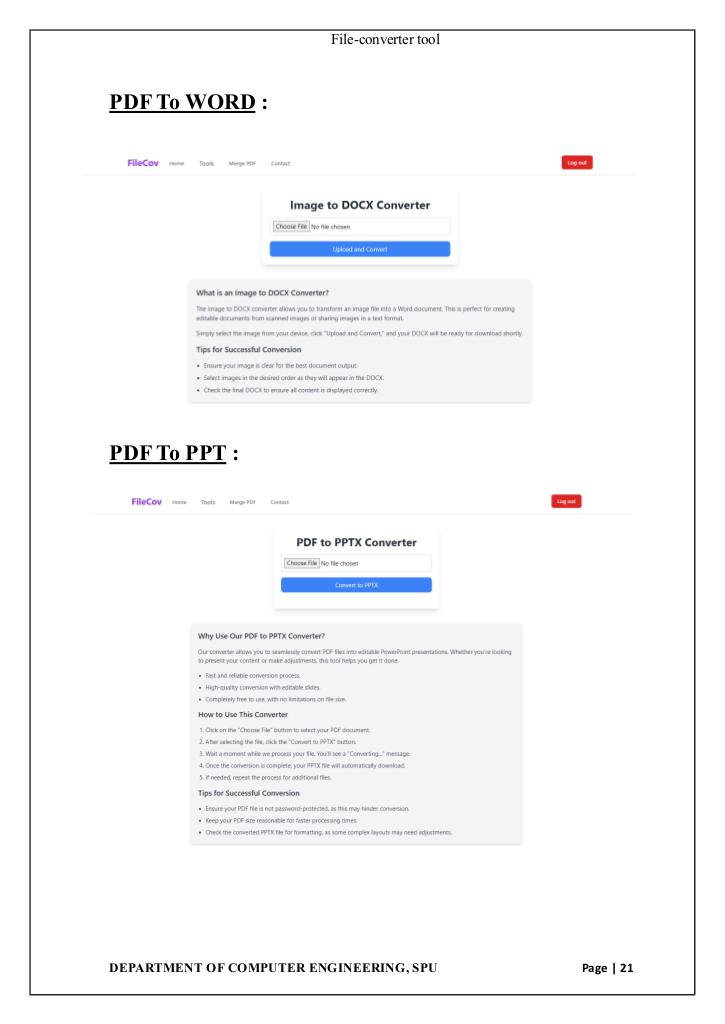 File-converter tool
PDF To WORD :
FileCov Home Tools Merge PDF Contact Log out
Image to DOCX Converter
Choose File No file chosen
Upload and Convert
What is an Image to DOCX Converter?
The image to DOCX converter allows you to transform an image file into a Word document. This is perfect for creating
editable documents from scanned images or sharing images in a text format.
Simply select the image from your device, click "Upload and Convert," and your DOCX will be ready for download shortly.
Tips for Successful Conversion
• Ensure your image is clear for the best document output.
• Select images in the desired order as they will appear in the DOCX.
• Check the final DOCX to ensure all content is displayed correctly.
PDF To PPT :
FileCov Home Tools Merge PDF Contact Log out
PDF to PPTX Converter
Choose File No file chosen
Convert to PPTX
Why Use Our PDF to PPTX Converter?
Our converter allows you to seamlessly convert PDF files into editable PowerPoint presentations. Whether you're looking
to present your content or make adjustments, this tool helps you get it done.
• Fast and reliable conversion process.
• High-quality conversion with editable slides.
• Completely free to use, with no limitations on file size.
How to Use This Converter
1. Click on the "Choose File" button to select your PDF document.
2. After selecting the file, click the "Convert to PPTX" button.
3. Wait a moment while we process your file. You'll see a "Converting..." message.
4. Once the conversion is complete, your PPTX file will automatically download.
5. If needed, repeat the process for additional files.
Tips for Successful Conversion
• Ensure your PDF file is not password-protected, as this may hinder conversion.
• Keep your PDF size reasonable for faster processing times.
• Check the converted PPTX file for formatting, as some complex layouts may need adjustments.
DEPARTMENT OF COMPUTER ENGINEERING, SPU Page | 21